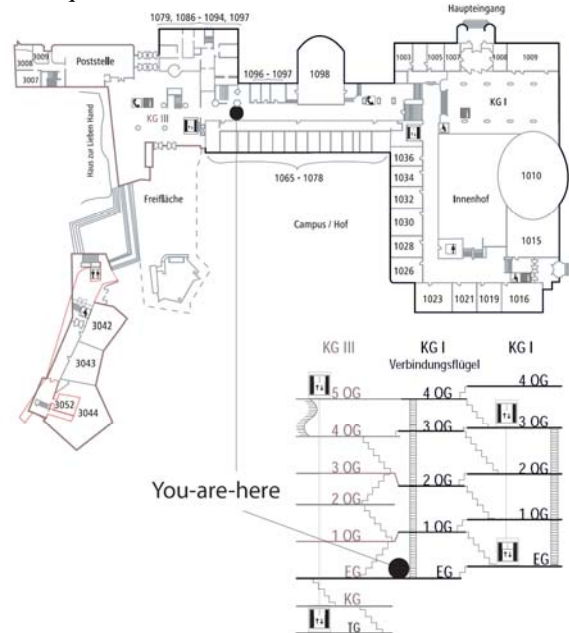 1079, 1086 - 1094, 1097
Haupteingang
3009
3008
Poststelle
3007
1096 - 1097
1098
1003
1005
1007
1008
1009
KG III
KG I
Haus zur Lieben Hand
1065 - 1078
1036
1034
1032
1030
1028
1026
1010
Freifläche
Campus / Hof
Innenhof
1015
1023
1021
1019
1016
3042
3043
3052
3044
KG III
KG I
KG I
Verbindungsflügel
5 OG
4 OG
4 OG
4 OG
3 OG
3 OG
3 OG
2 OG
2 OG
2 OG
1 OG
1 OG
1 OG
EG
EG
EG
KG
TG
You-are-here